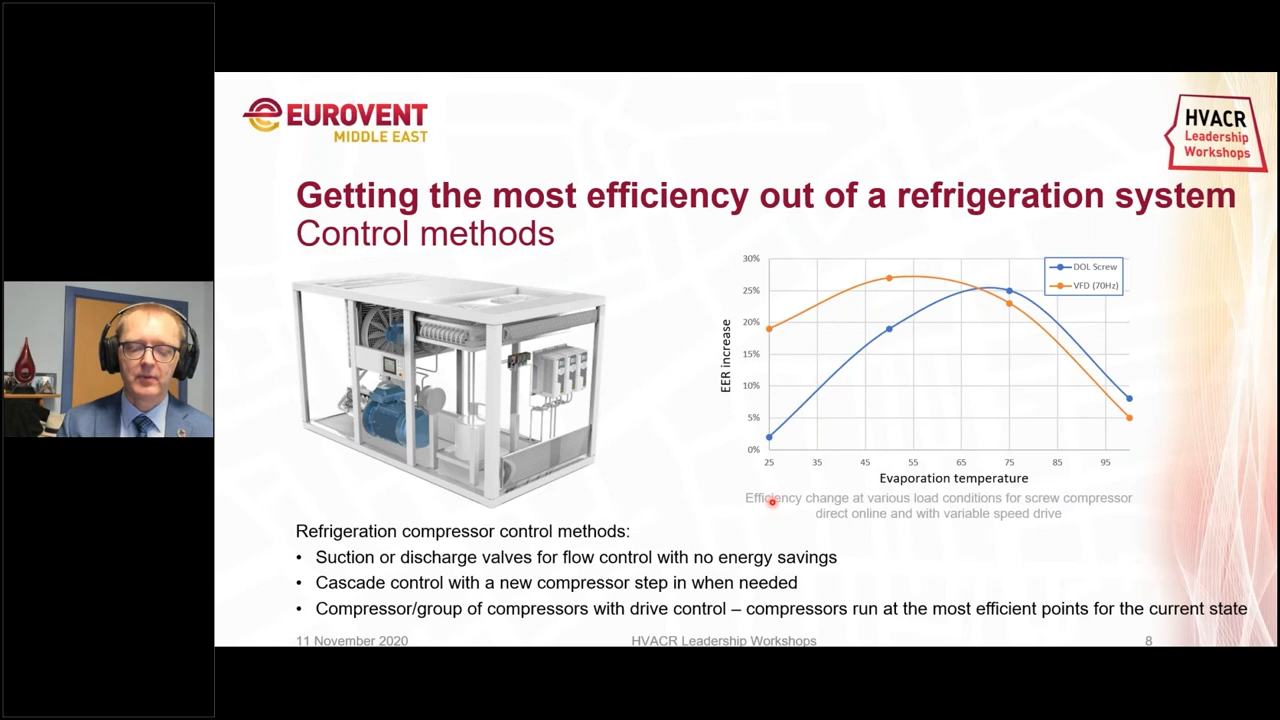 EUROVENT
MIDDLE EAST
HVACR
Leadership
Workshops
Getting the most efficiency out of a refrigeration system
Control methods
30%
25%
20%
15%
10%
5%
0%
EER increase
DOL Screw
VFD (70Hz)
25 35 45 55 65 75 85 95
Evaporation temperature
Efficiency change at various load conditions for screw compressor
direct online and with variable speed drive
Refrigeration compressor control methods:
• Suction or discharge valves for flow control with no energy savings
• Cascade control with a new compressor step in when needed
• Compressor/group of compressors with drive control – compressors run at the most efficient points for the current state
11 November 2020 HVACR Leadership Workshops 8